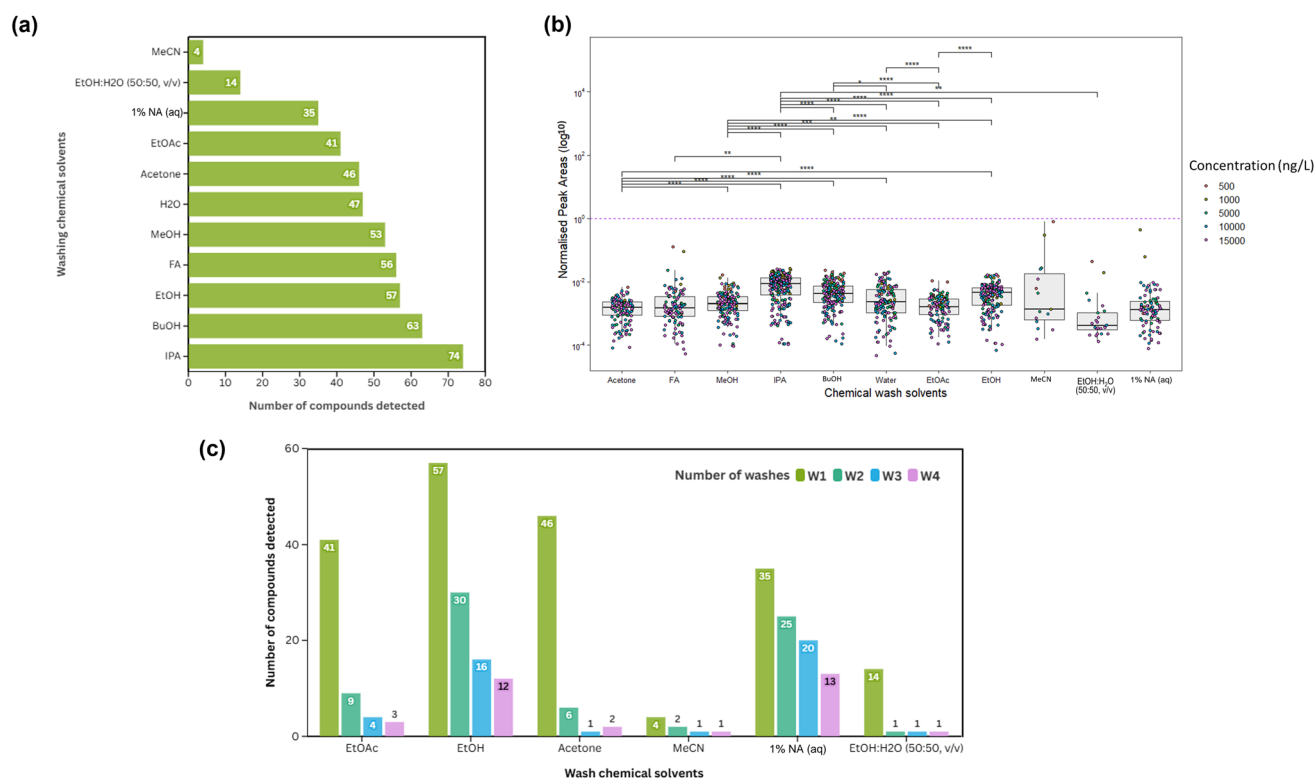 (a)
Washing chemical solvents
MeCN
4
EtOH:H2O (50:50, v/v)
14
1% NA (aq)
35
EtOAc
41
Acetone
46
H2O
47
MeOH
53
FA
56
EtOH
57
BuOH
63
IPA
74
0 10 20 30 40 50 60 70 80
Number of compounds detected
(b)
Normalised Peak Areas (log¹⁰)
10⁴
10²
10⁰
10⁻²
10⁻⁴
****
****
****
*
****
**
****
****
****
****
**
***
****
****
**
****
****
****
****
Acetone FA MeOH IPA BuOH Water EtOAc EtOH MeCN EtOH:H₂O 1% NA (aq)
(50:50, v/v)
Chemical wash solvents
Concentration (ng/L)
500
1000
5000
10000
15000
(c)
Number of compounds detected
60
40
20
0
Number of washes W1 W2 W3 W4
41 9 4 3
57 30 16 12
46 6 1 2
4 2 1 1
35 25 20 13
14 1 1 1
EtOAc EtOH Acetone MeCN 1% NA (aq) EtOH:H2O (50:50, v/v)
Wash chemical solvents